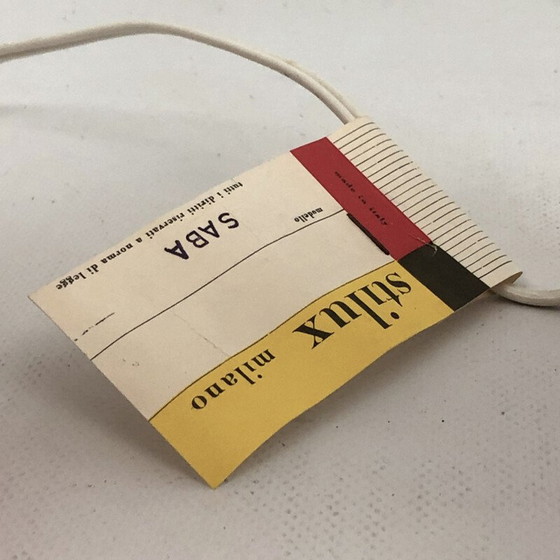 made in italy
stilux
milano
modello
SABA
tutti i diritti riservati a norma di legge